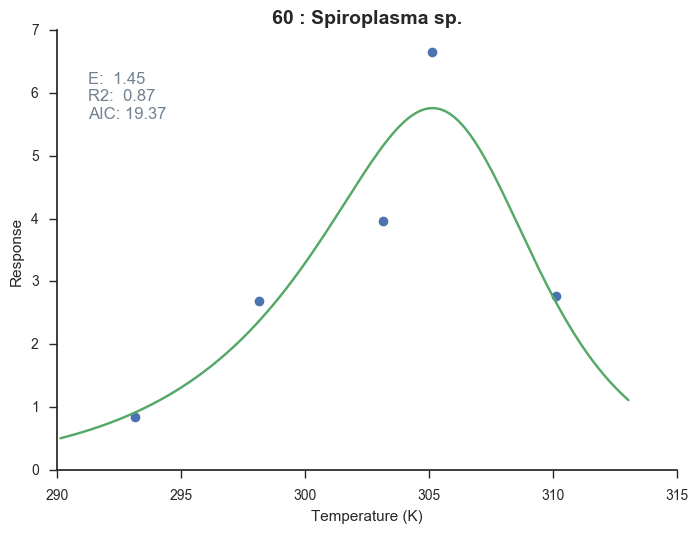 60 : Spiroplasma sp.
E:  1.45
R2:  0.87
AIC: 19.37
7
6
5
4
3
2
1
0
Response
290
295
300
305
310
315
Temperature (K)